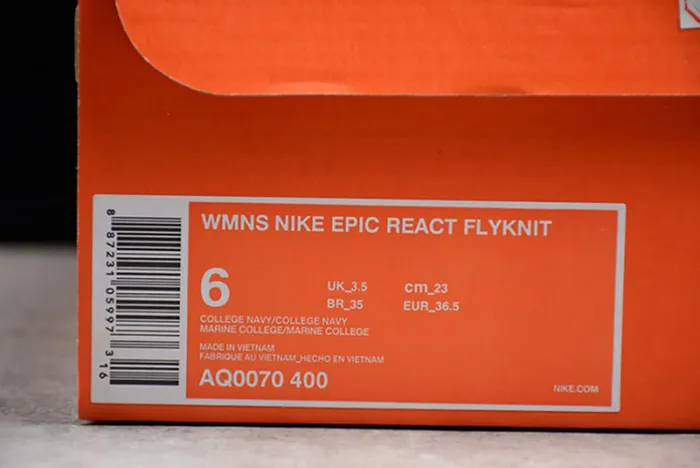 WMNS NIKE EPIC REACT FLYKNIT
6
UK_3.5 cm_23
BR_35 EUR_36.5
COLLEGE NAVY/COLLEGE NAVY
MARINE COLLEGE/MARINE COLLEGE
MADE IN VIETNAM
FABRIQUE AU VIETNAM_HECHO EN VIETNAM
AQ0070 400
NIKE.COM
8 87231 05997 3 16